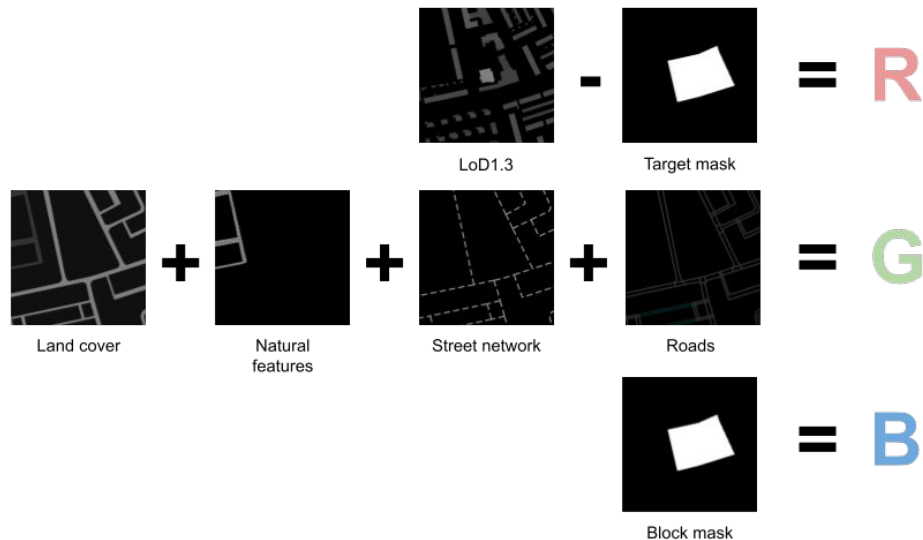 - = R
LoD1.3
Target mask
+ + + = G
Land cover
Natural
features
Street network
Roads
= B
Block mask